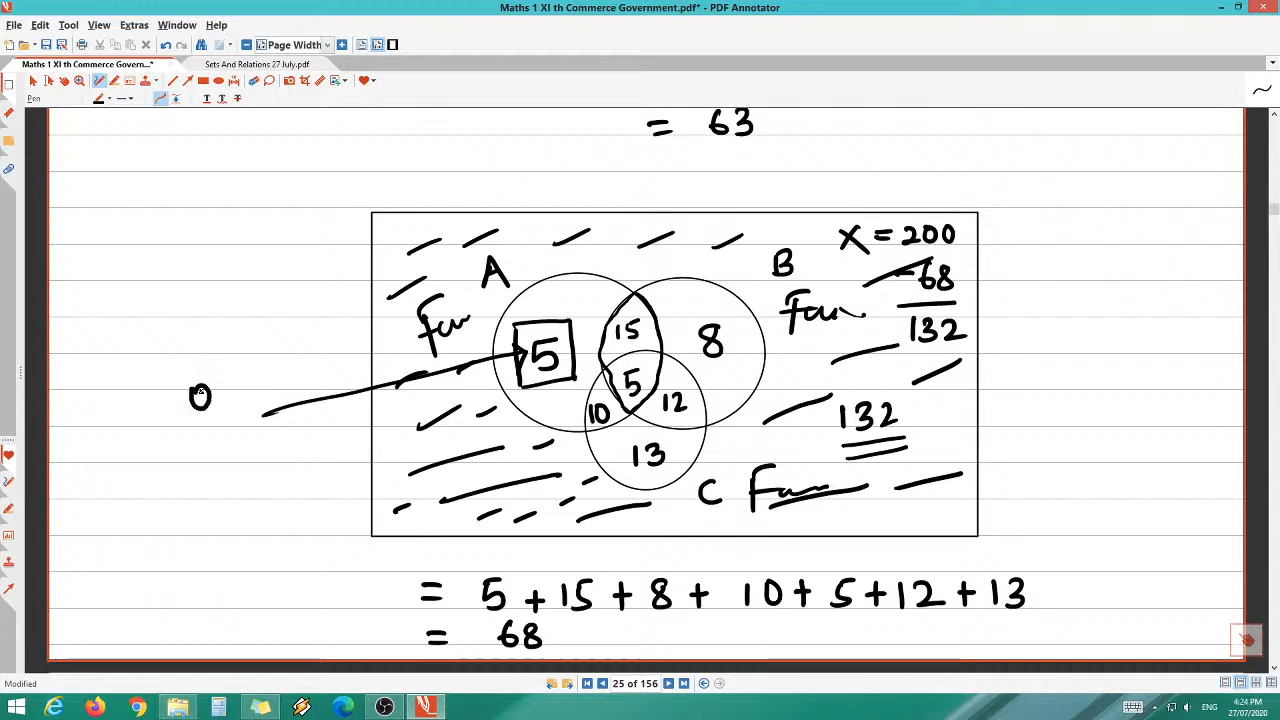 Maths 1 XI th Commerce Government.pdf* - PDF Annotator
File Edit Tool View Extras Window Help
Page Width
Maths 1 XI th Commerce Govern...* Sets And Relations 27 July.pdf
Pen
= 63
X = 200
- 68
132
A
B
15
8
5
5
10
12
13
132
C
0
= 5 + 15 + 8 + 10 + 5 + 12 + 13
= 68
Modified
25 of 156
ENG
4:24 PM
27/07/2020